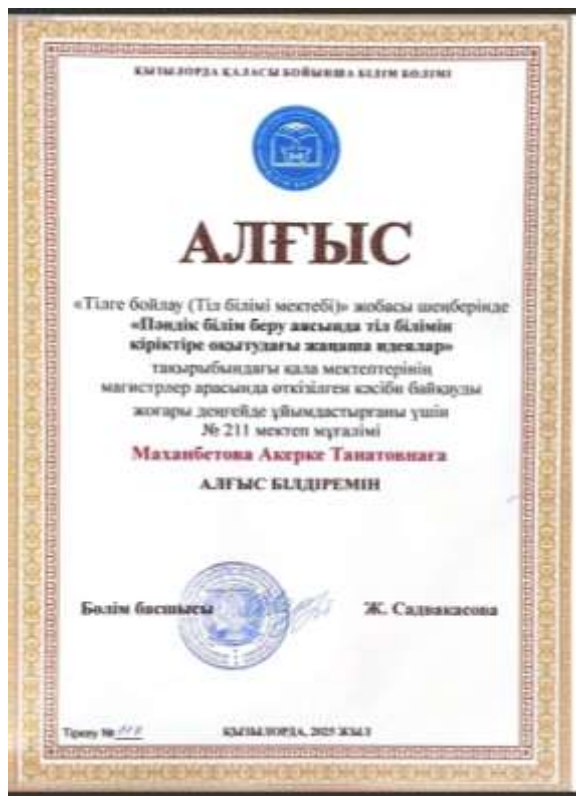 ҚЫЗЫЛОРДА ҚАЛАСЫ БОЙЫНША БІЛІМ БӨЛІМІ
АЛҒЫС
«Тілге бойлау (Тіл білімі мектебі)» жобасы шеңберінде
«Пәндік білім беру аясында тіл білімін
кіріктіре оқытудағы жаңаша идеялар»
тақырыбындағы қала мектептерінің
магистрлер арасында өткізілген кәсіби байқауды
жоғары деңгейде ұйымдастырғаны үшін
№ 211 мектеп мұғалімі
Маханбетова Акерке Танатовнаға
АЛҒЫС БІЛДІРЕМІН
Бөлім басшысы Ж. Садвакасова
Тіркеу №
ҚЫЗЫЛОРДА, 2025 ЖЫЛ